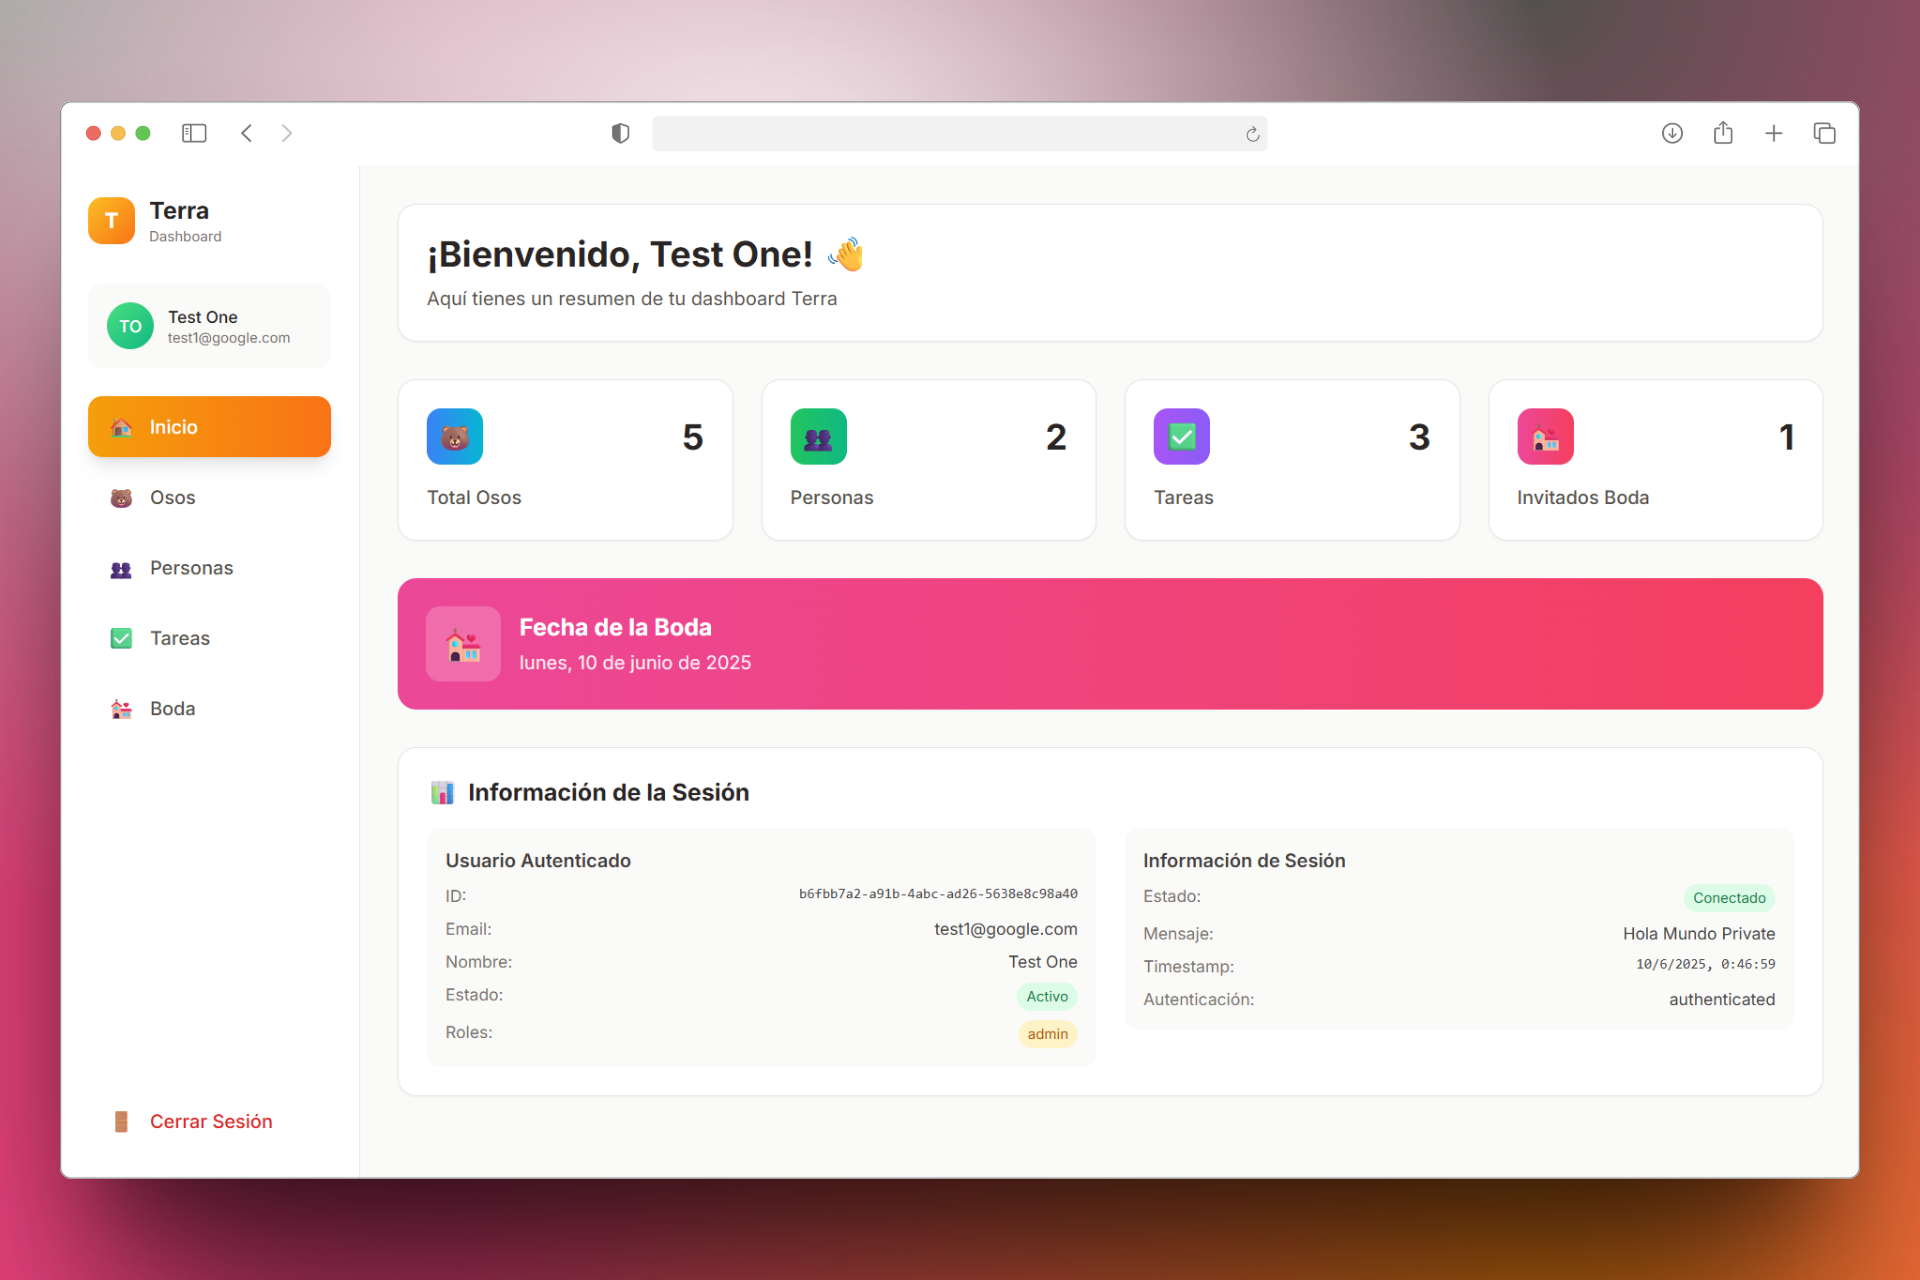 T
Terra
Dashboard
TO
Test One
test1@google.com
Inicio
Osos
Personas
Tareas
Boda
Cerrar Sesión
¡Bienvenido, Test One! 👋
Aquí tienes un resumen de tu dashboard Terra
5
Total Osos
2
Personas
3
Tareas
1
Invitados Boda
Fecha de la Boda
lunes, 10 de junio de 2025
Información de la Sesión
Usuario Autenticado
ID: b6fbb7a2-a91b-4abc-ad26-5638e8c98a40
Email: test1@google.com
Nombre: Test One
Estado: Activo
Roles: admin
Información de Sesión
Estado: Conectado
Mensaje: Hola Mundo Private
Timestamp: 10/6/2025, 0:46:59
Autenticación: authenticated